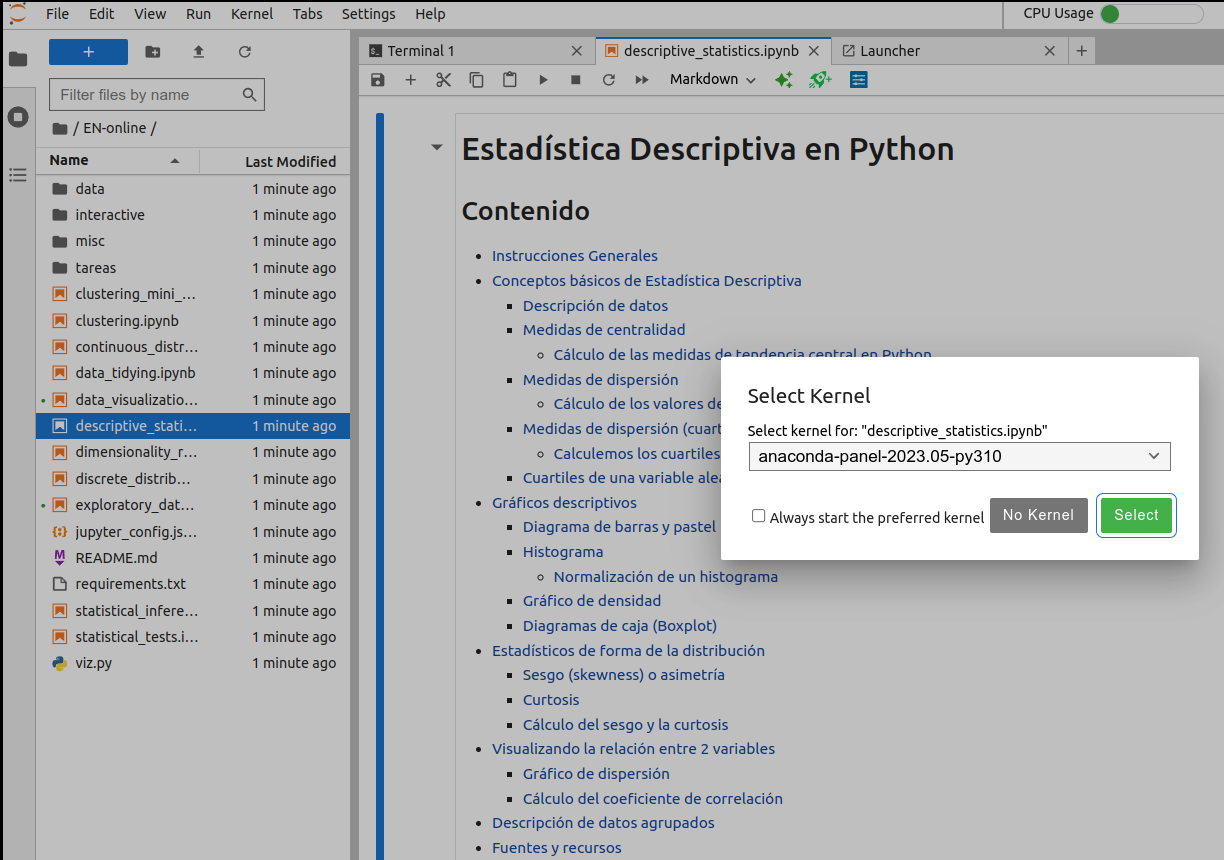 File Edit View Run Kernel Tabs Settings Help
CPU Usage
Terminal 1
descriptive_statistics.ipynb
Launcher
Markdown
Filter files by name
/ EN-online /
Name Last Modified
data 1 minute ago
interactive 1 minute ago
misc 1 minute ago
tareas 1 minute ago
clustering_mini_... 1 minute ago
clustering.ipynb 1 minute ago
continuous_distr... 1 minute ago
data_tidying.ipynb 1 minute ago
data_visualizatio... 1 minute ago
descriptive_stati... 1 minute ago
dimensionality_r... 1 minute ago
discrete_distrib... 1 minute ago
exploratory_dat... 1 minute ago
jupyter_config.js... 1 minute ago
README.md 1 minute ago
requirements.txt 1 minute ago
statistical_infere... 1 minute ago
statistical_tests.i... 1 minute ago
viz.py 1 minute ago
Estadística Descriptiva en Python
Contenido
Instrucciones Generales
Conceptos básicos de Estadística Descriptiva
Descripción de datos
Medidas de centralidad
Cálculo de las medidas de tendencia central en Python
Medidas de dispersión
Cálculo de los valores de
Medidas de dispersión (cuart
Calculemos los cuartiles
Cuartiles de una variable alea
Gráficos descriptivos
Diagrama de barras y pastel
Histograma
Normalización de un histograma
Gráfico de densidad
Diagramas de caja (Boxplot)
Estadísticos de forma de la distribución
Sesgo (skewness) o asimetría
Curtosis
Cálculo del sesgo y la curtosis
Visualizando la relación entre 2 variables
Gráfico de dispersión
Cálculo del coeficiente de correlación
Descripción de datos agrupados
Fuentes y recursos
Select Kernel
Select kernel for: "descriptive_statistics.ipynb"
anaconda-panel-2023.05-py310
Always start the preferred kernel
No Kernel
Select